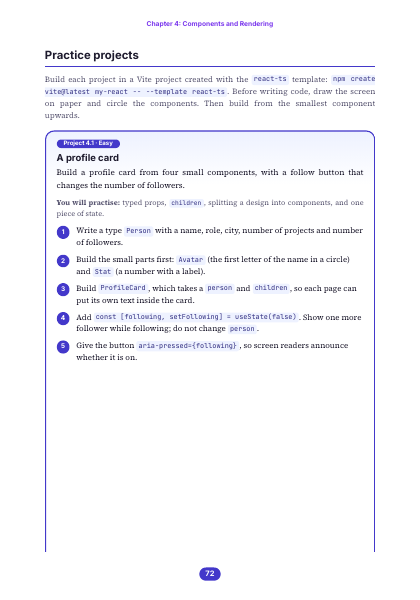 Chapter 4: Components and Rendering
Practice projects
Build each project in a Vite project created with the react-ts template: npm create
vite@latest my-react -- --template react-ts. Before writing code, draw the screen
on paper and circle the components. Then build from the smallest component
upwards.
Project 4.1 · Easy
A profile card
Build a profile card from four small components, with a follow button that
changes the number of followers.
You will practise: typed props, children, splitting a design into components, and one
piece of state.
1 Write a type Person with a name, role, city, number of projects and number
of followers.
2 Build the small parts first: Avatar (the first letter of the name in a circle)
and Stat (a number with a label).
3 Build ProfileCard, which takes a person and children, so each page can
put its own text inside the card.
4 Add const [following, setFollowing] = useState(false). Show one more
follower while following; do not change person.
5 Give the button aria-pressed={following}, so screen readers announce
whether it is on.
72